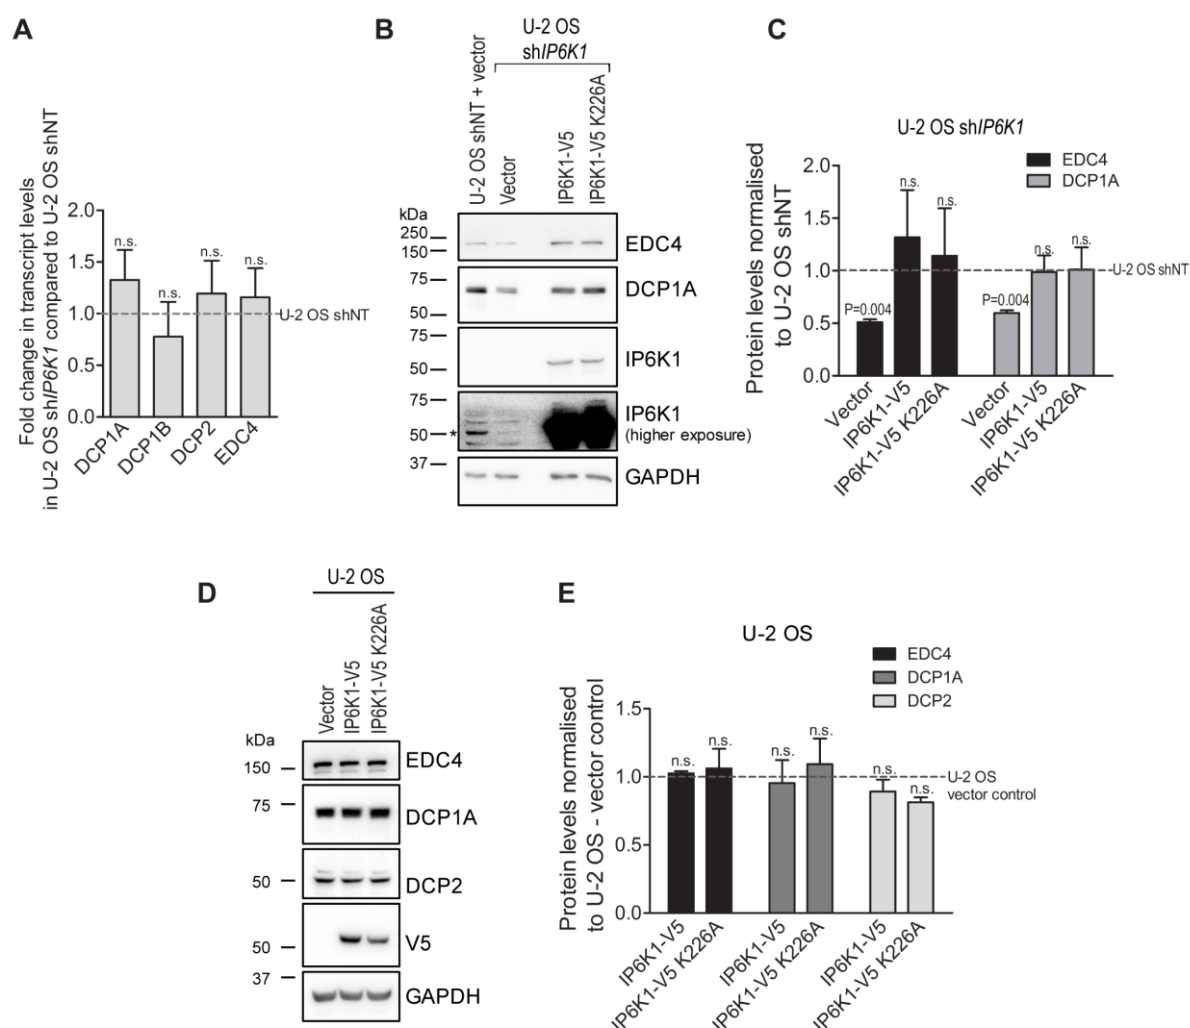 A
Fold change in transcript levels
in U-2 OS shIP6K1 compared to U-2 OS shNT
2.0
1.5
1.0
0.5
0.0
n.s.
n.s.
n.s.
n.s.
U-2 OS shNT
DCP1A
DCP1B
DCP2
EDC4
B
U-2 OS
shIP6K1
U-2 OS shNT + vector
Vector
IP6K1-V5
IP6K1-V5 K226A
kDa
250
150
EDC4
75
50
DCP1A
75
50
IP6K1
75
50
*
IP6K1
(higher exposure)
37
GAPDH
C
U-2 OS shIP6K1
EDC4
DCP1A
Protein levels normalised
to U-2 OS shNT
2.0
1.5
1.0
0.5
0.0
P=0.004
n.s.
n.s.
P=0.004
n.s.
n.s.
U-2 OS shNT
Vector
IP6K1-V5
IP6K1-V5 K226A
Vector
IP6K1-V5
IP6K1-V5 K226A
D
U-2 OS
Vector
IP6K1-V5
IP6K1-V5 K226A
kDa
150
EDC4
75
DCP1A
50
DCP2
50
V5
37
GAPDH
E
U-2 OS
EDC4
DCP1A
DCP2
Protein levels normalised
to U-2 OS - vector control
1.5
1.0
0.5
0.0
n.s.
n.s.
n.s.
n.s.
n.s.
n.s.
U-2 OS
vector control
IP6K1-V5
IP6K1-V5 K226A
IP6K1-V5
IP6K1-V5 K226A
IP6K1-V5
IP6K1-V5 K226A